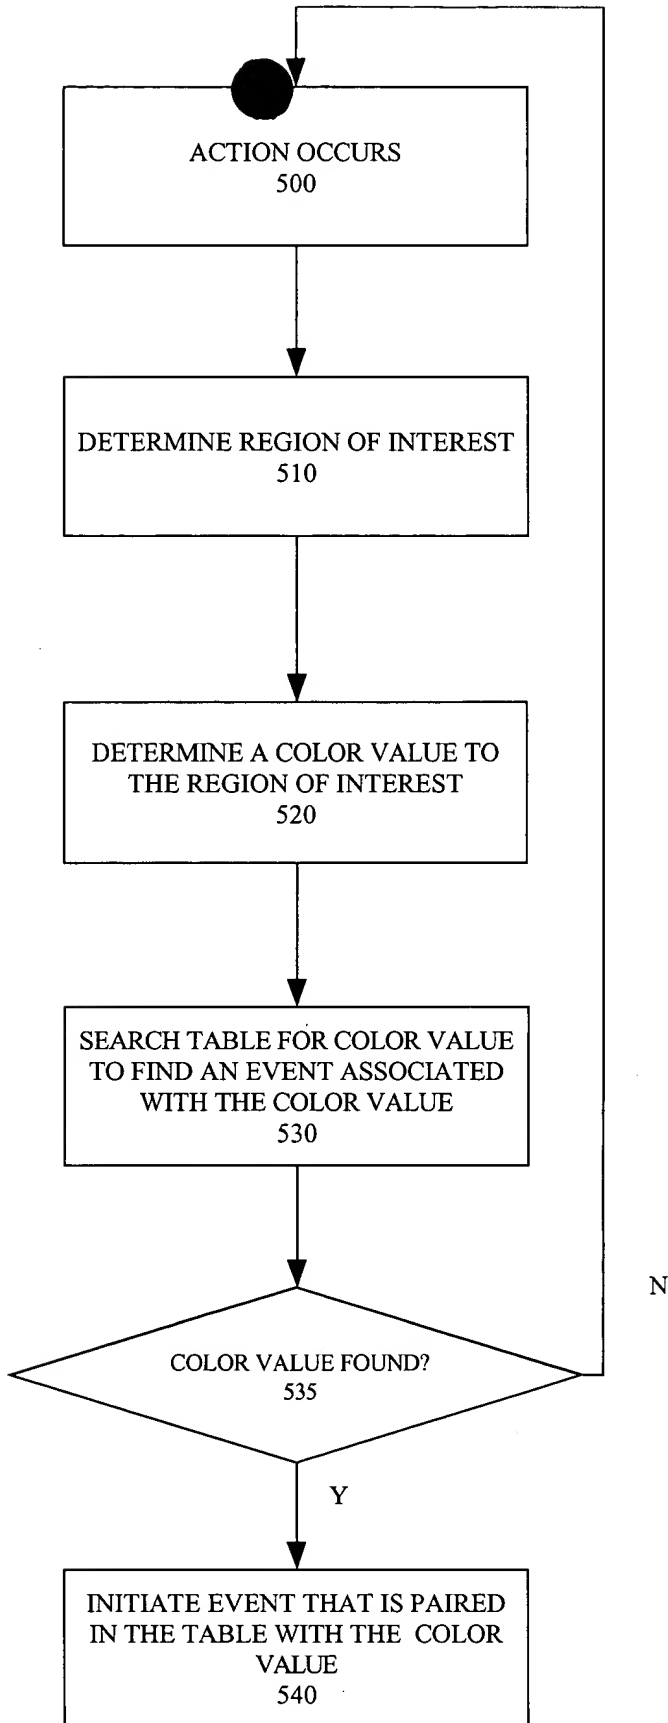 ACTION OCCURS
500
DETERMINE REGION OF INTEREST
510
DETERMINE A COLOR VALUE TO
THE REGION OF INTEREST
520
SEARCH TABLE FOR COLOR VALUE
TO FIND AN EVENT ASSOCIATED
WITH THE COLOR VALUE
530
N
COLOR VALUE FOUND?
535
Y
INITIATE EVENT THAT IS PAIRED
IN THE TABLE WITH THE COLOR
VALUE
540